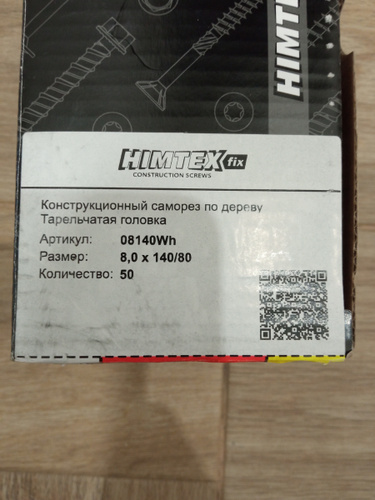 HIMTEX
HIMTEX fix
CONSTRUCTION SCREWS
Конструкционный саморез по дереву
Тарельчатая головка
Артикул: 08140Wh
Размер: 8,0 x 140/80
Количество: 50